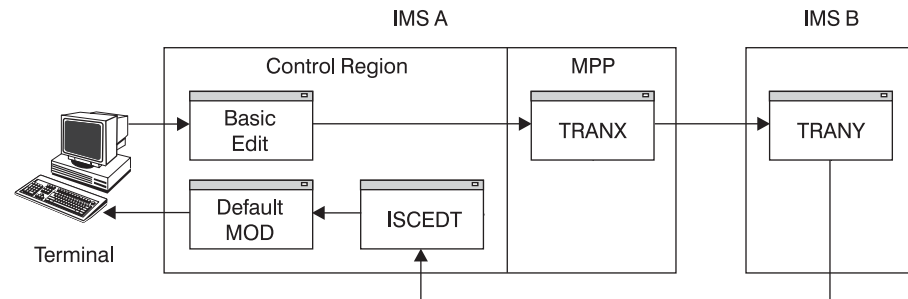 IMS A
IMS B
Control Region
MPP
Basic
Edit
TRANX
TRANY
Default
MOD
ISCEDT
Terminal